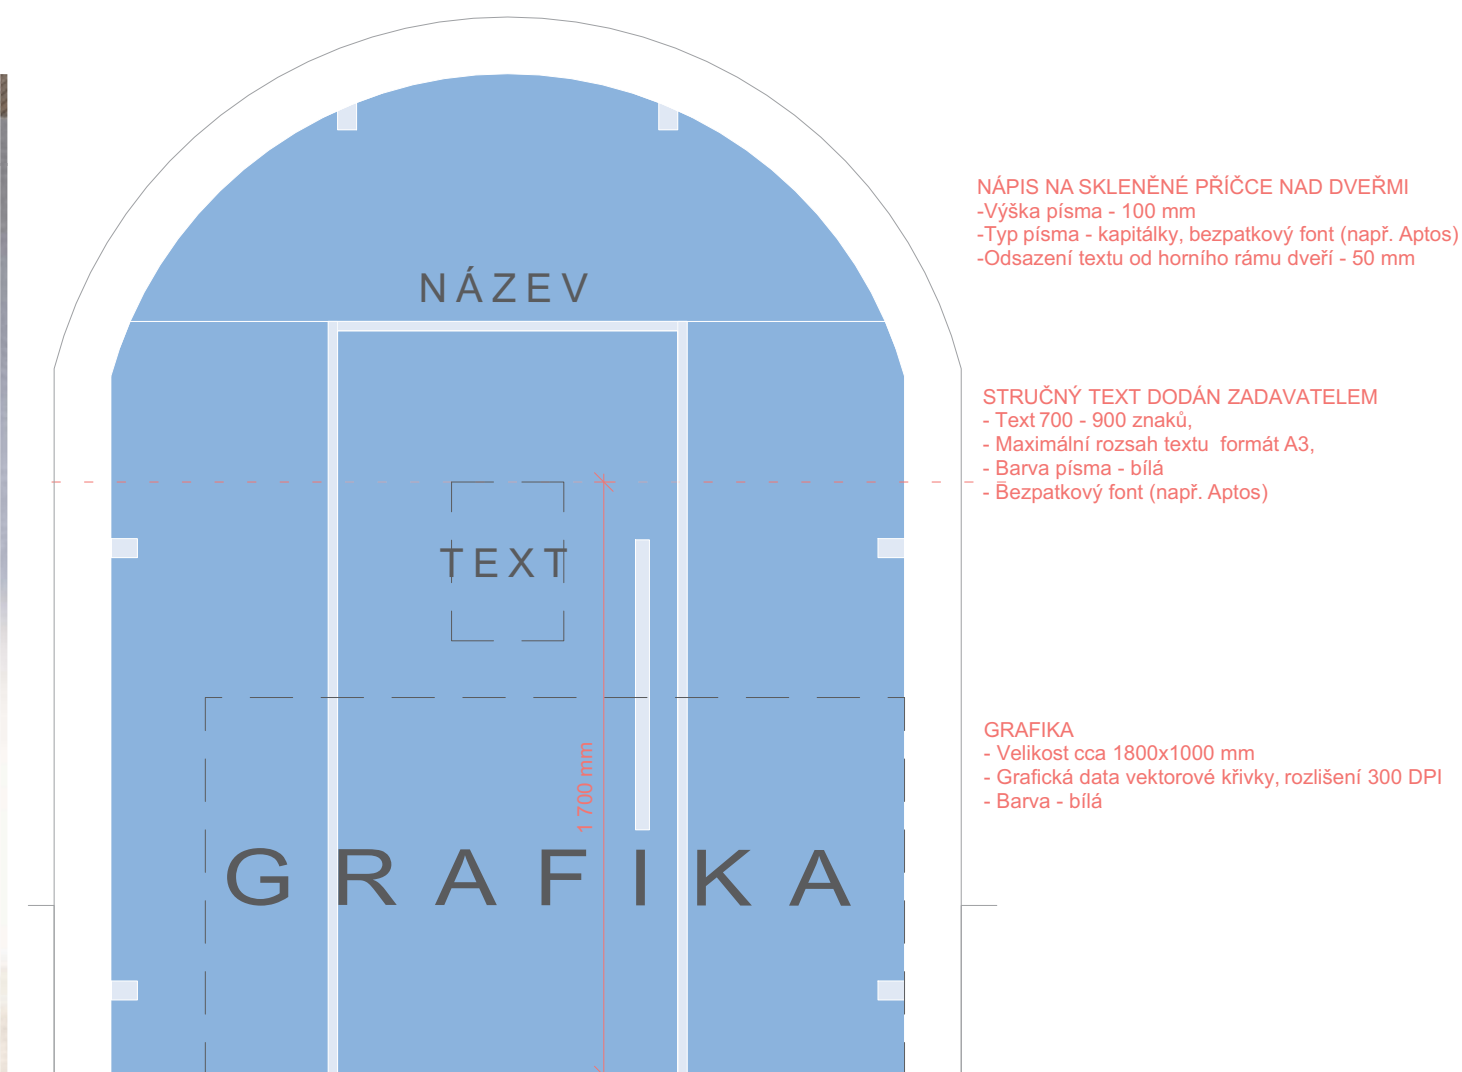 NÁPIS NA SKLENĚNÉ PŘÍČCE NAD DVEŘMI
-Výška písma - 100 mm
-Typ písma - kapitálky, bezpatkový font (např. Aptos)
-Odsazení textu od horního rámu dveří - 50 mm
NÁZEV
STRUČNÝ TEXT DODÁN ZADAVATELEM
- Text 700 - 900 znaků,
- Maximální rozsah textu formát A3,
- Barva písma - bílá
- Bezpatkový font (např. Aptos)
TEXT
GRAFIKA
- Velikost cca 1800x1000 mm
- Grafická data vektorové křivky, rozlišení 300 DPI
- Barva - bílá
1 700 mm
GRAFIKA